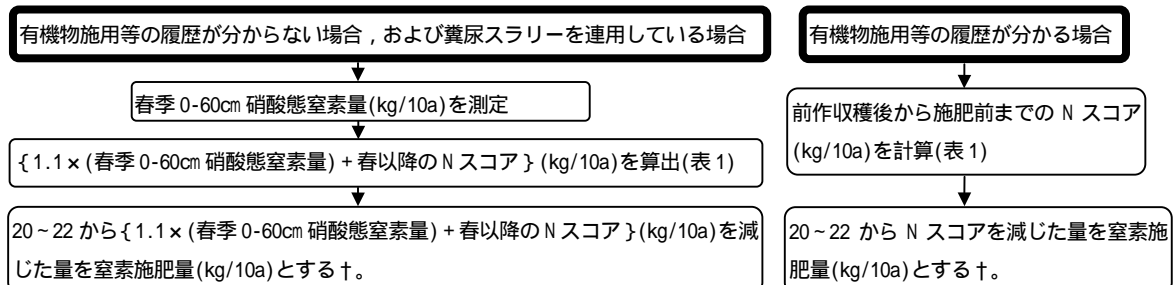 有機物施用等の履歴が分からない場合，および糞尿スラリーを連用している場合
春季 0-60cm 硝酸態窒素量(kg/10a)を測定
{1.1×(春季 0-60cm 硝酸態窒素量)+春以降の N スコア}(kg/10a)を算出(表 1)
20～22 から{1.1×(春季 0-60cm 硝酸態窒素量)+春以降の N スコア}(kg/10a)を減
じた量を窒素施肥量(kg/10a)とする†。
有機物施用等の履歴が分かる場合
前作収穫後から施肥前までの N スコア
(kg/10a)を計算(表 1)
20～22 から N スコアを減じた量を窒素施
肥量(kg/10a)とする†。